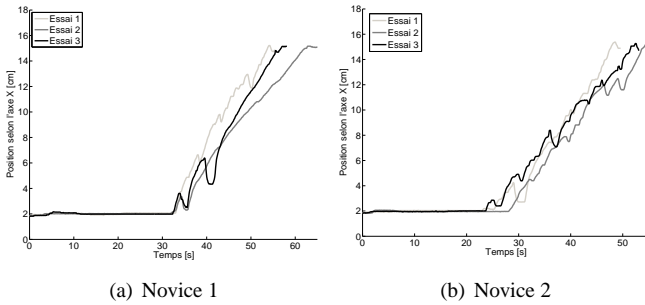 Essai 1
Essai 2
Essai 3
Position selon l'axe X [cm]
16
14
12
10
8
6
4
2
0
0 10 20 30 40 50 60
Temps [s]
(a) Novice 1
Essai 1
Essai 2
Essai 3
Position selon l'axe X [cm]
16
14
12
10
8
6
4
2
0
0 10 20 30 40 50
Temps [s]
(b) Novice 2